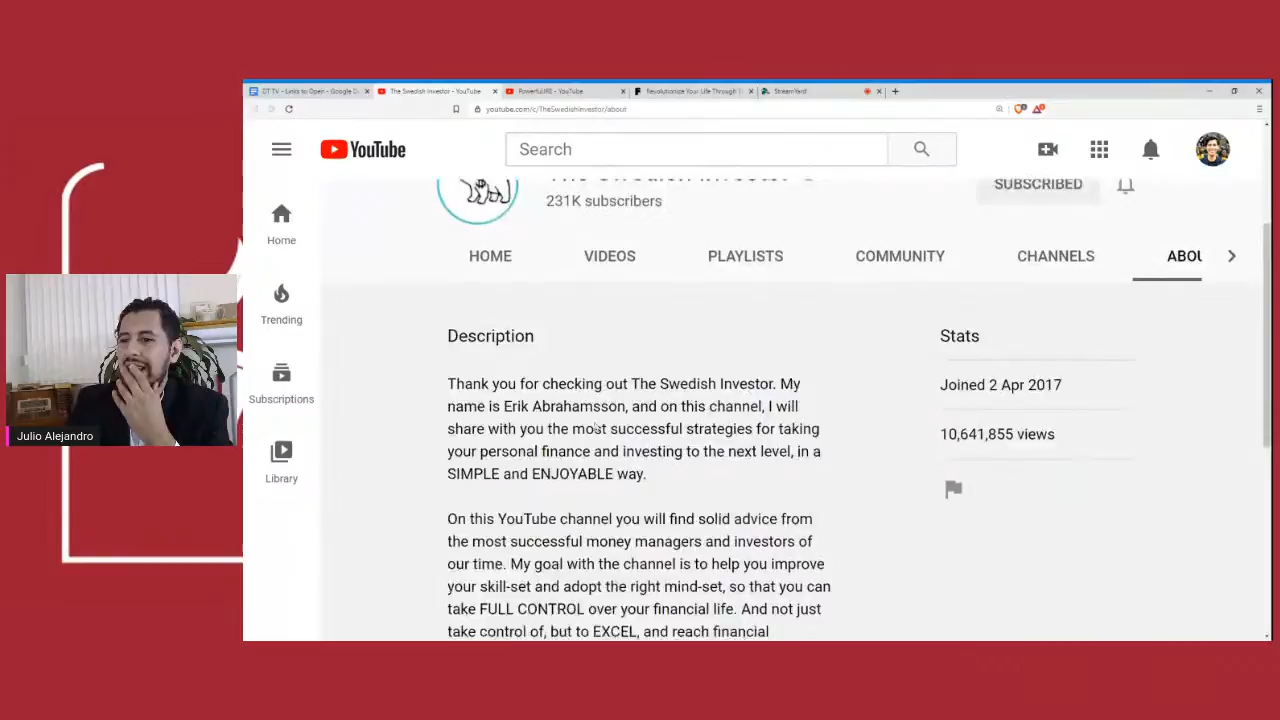 DT TV - Links to Open - Google D
The Swedish Investor - YouTube
PowerfulJRE - YouTube
Revolutionize Your Life Through T
StreamYard
youtube.com/c/TheSwedishInvestor/about
YouTube
Search
231K subscribers
SUBSCRIBED
Home
HOME
VIDEOS
PLAYLISTS
COMMUNITY
CHANNELS
ABOU
Trending
Subscriptions
Library
Description
Thank you for checking out The Swedish Investor. My
name is Erik Abrahamsson, and on this channel, I will
share with you the most successful strategies for taking
your personal finance and investing to the next level, in a
SIMPLE and ENJOYABLE way.
On this YouTube channel you will find solid advice from
the most successful money managers and investors of
our time. My goal with the channel is to help you improve
your skill-set and adopt the right mind-set, so that you can
take FULL CONTROL over your financial life. And not just
take control of, but to EXCEL, and reach financial
Stats
Joined 2 Apr 2017
10,641,855 views
Julio Alejandro